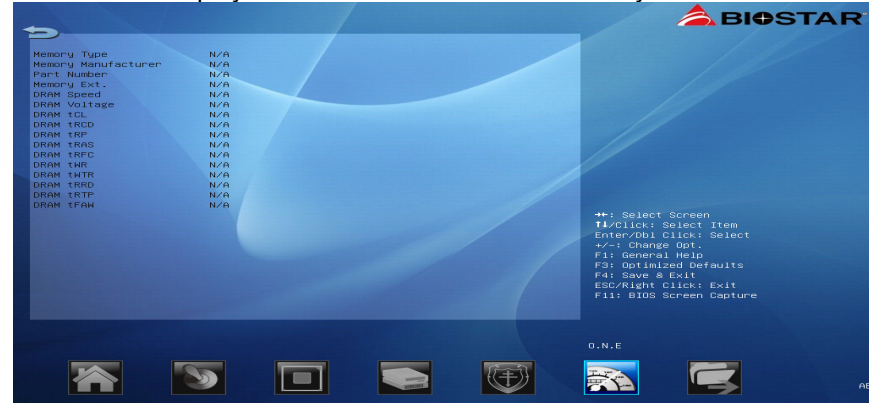 BIOSTAR
Memory Type N/A
Memory Manufacturer N/A
Part Number N/A
Memory Ext. N/A
DRAM Speed N/A
DRAM Voltage N/A
DRAM tCL N/A
DRAM tRCD N/A
DRAM tRP N/A
DRAM tRAS N/A
DRAM tRFC N/A
DRAM tWR N/A
DRAM tWTR N/A
DRAM tRRD N/A
DRAM tRTP N/A
DRAM tFAW N/A
→←: Select Screen
↑↓/Click: Select Item
Enter/Dbl Click: Select
+/-: Change Opt.
F1: General Help
F3: Optimized Defaults
F4: Save & Exit
ESC/Right Click: Exit
F11: BIOS Screen Capture
O.N.E